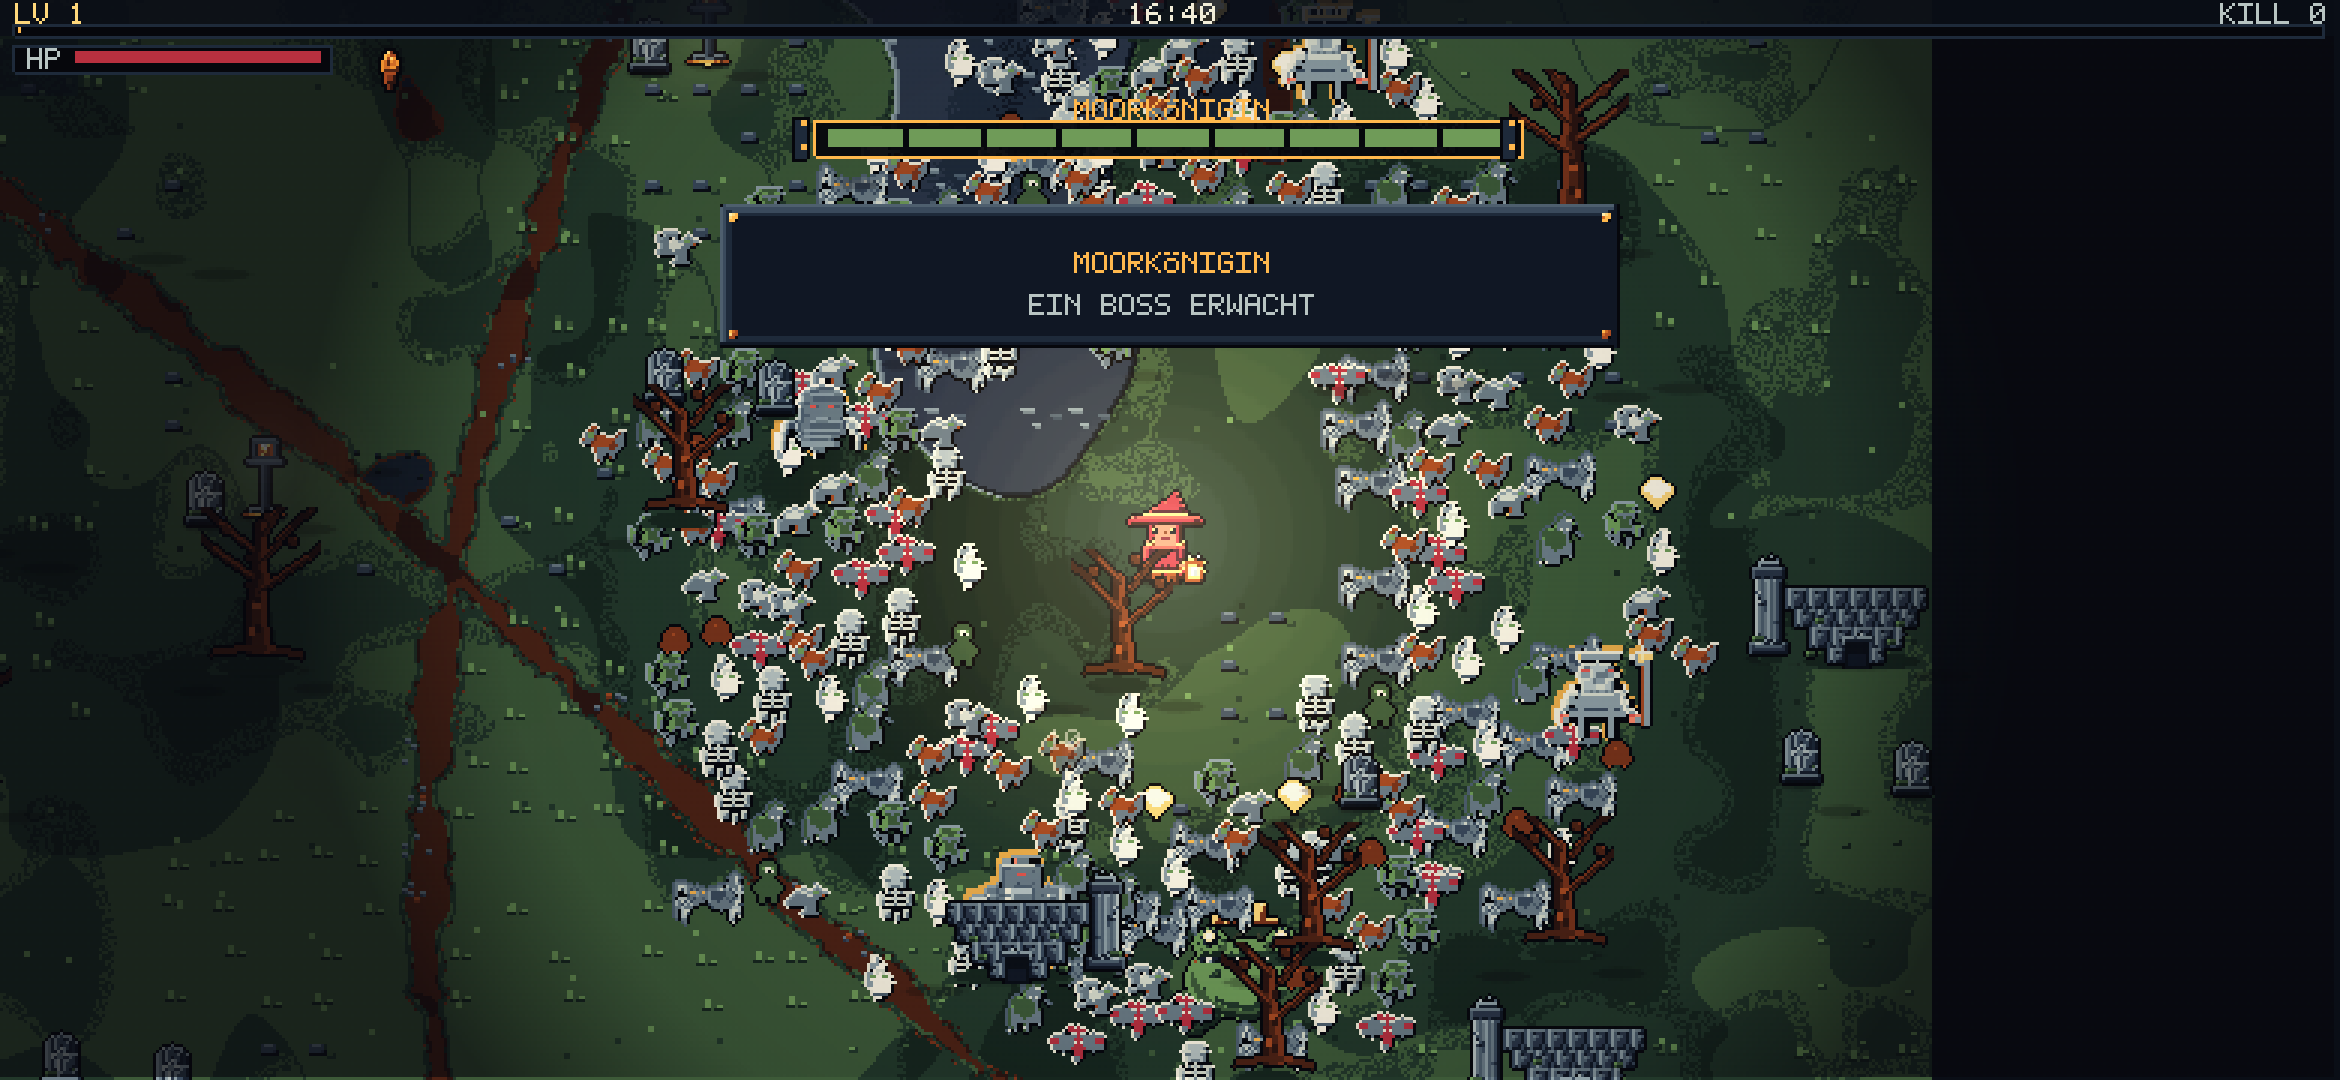 LV 1
16:40
KILL 0
HP
MOORKöNIGIN
MOORKöNIGIN
EIN BOSS ERWACHT